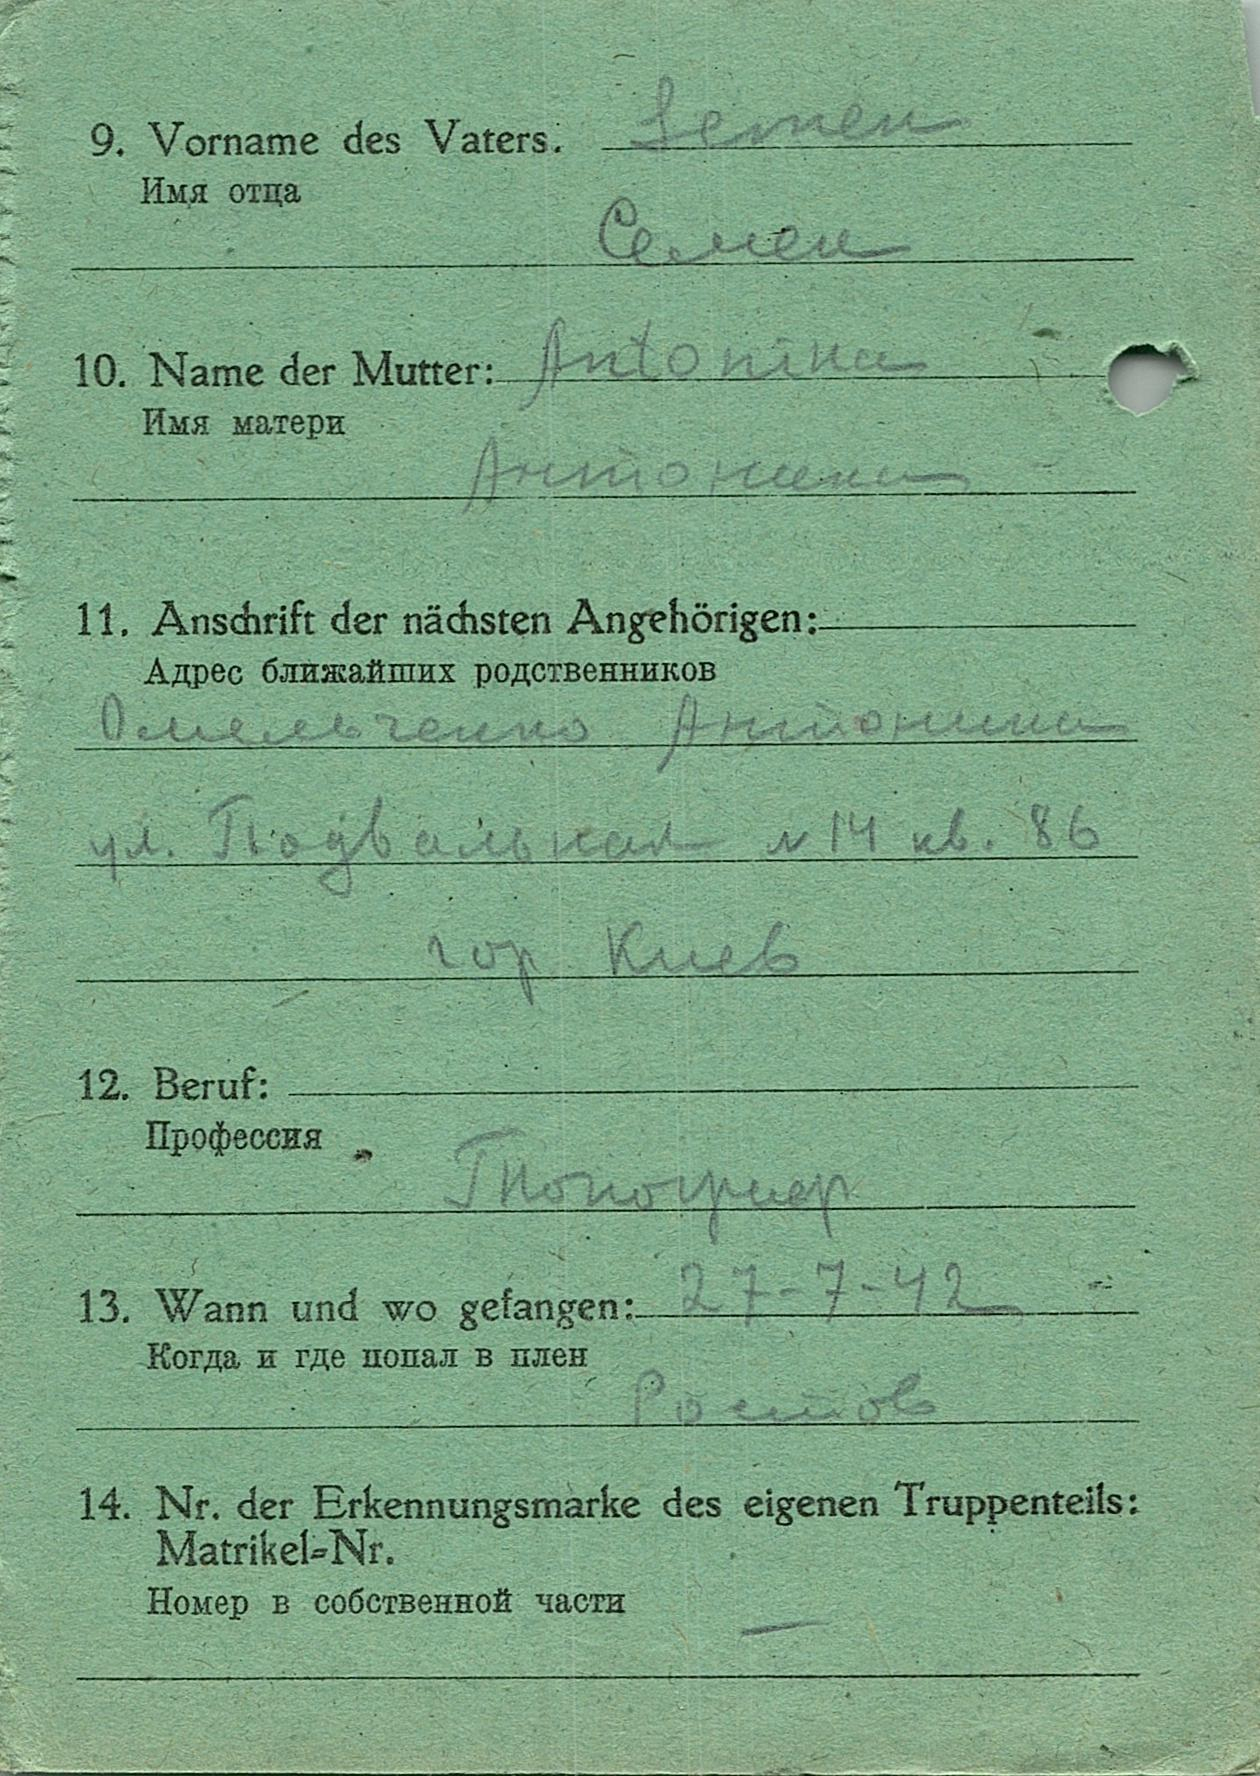 9. Vorname des Vaters. Semen
Имя отца
Семен
10. Name der Mutter: Antonina
Имя матери
Антонина
11. Anschrift der nächsten Angehörigen:
Адрес ближайших родственников
Омельченко Антонина
ул. Подвальная № 14 кв. 86
гор Киев
12. Beruf:
Профессия
13. Wann und wo gefangen: 27-7-42
Когда и где попал в плен
Ростов
14. Nr. der Erkennungsmarke des eigenen Truppenteils:
Matrikel-Nr.
Номер в собственной части
—